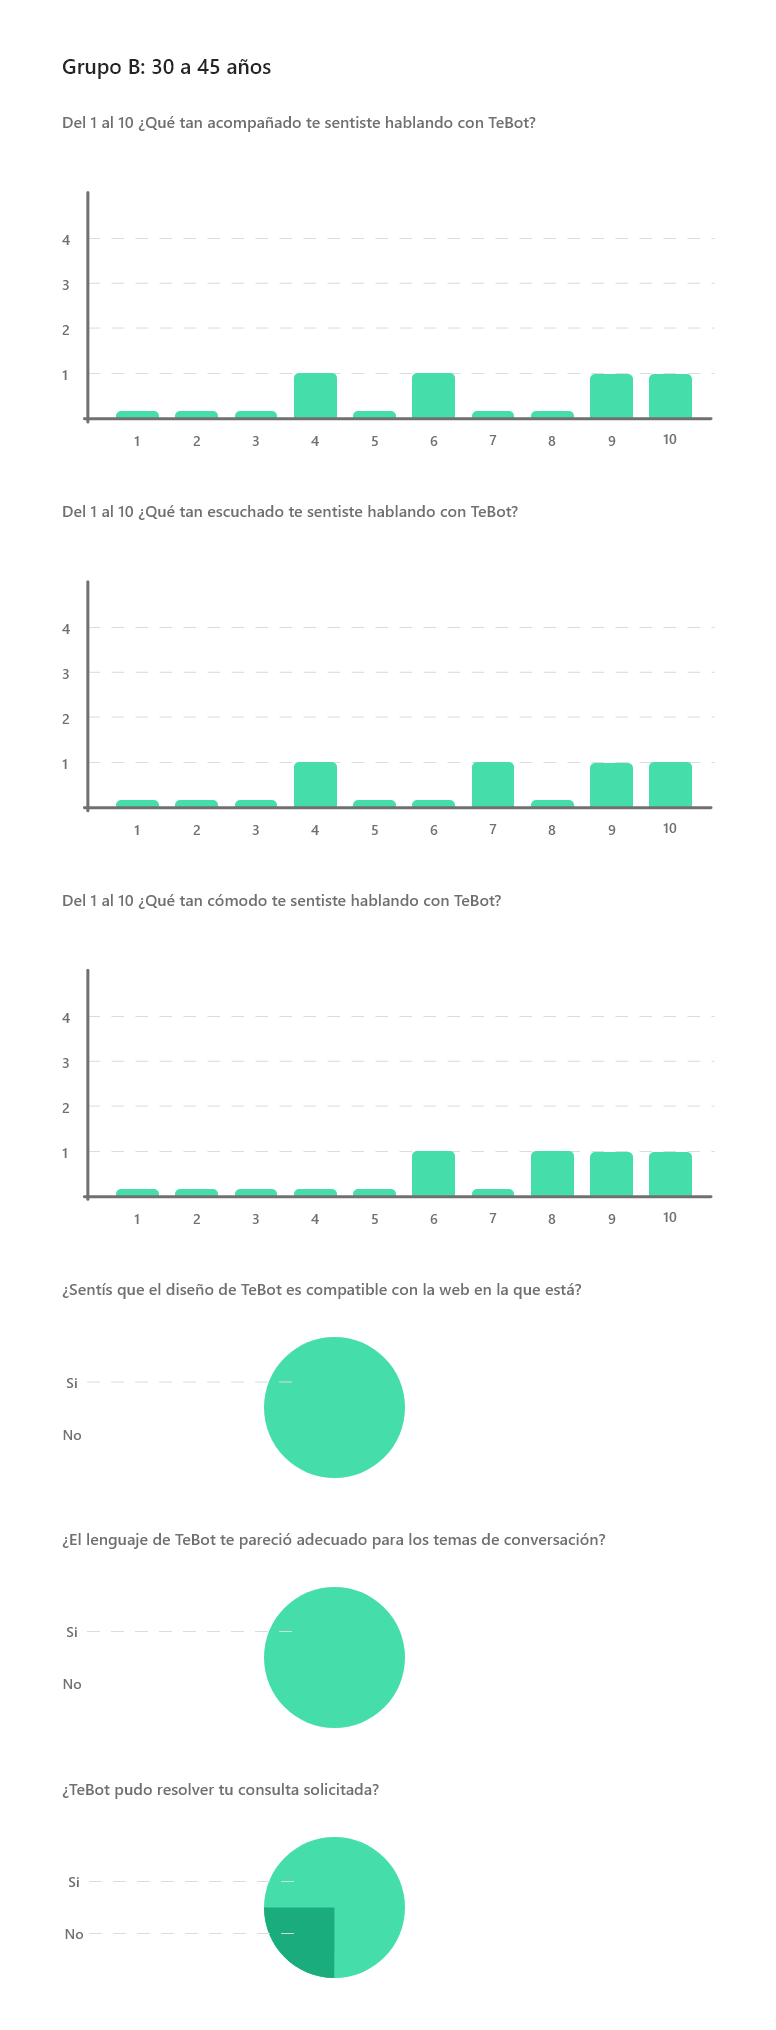 Grupo B: 30 a 45 años
Del 1 al 10 ¿Qué tan acompañado te sentiste hablando con TeBot?
4
3
2
1
1 2 3 4 5 6 7 8 9 10
Del 1 al 10 ¿Qué tan escuchado te sentiste hablando con TeBot?
4
3
2
1
1 2 3 4 5 6 7 8 9 10
Del 1 al 10 ¿Qué tan cómodo te sentiste hablando con TeBot?
4
3
2
1
1 2 3 4 5 6 7 8 9 10
¿Sentís que el diseño de TeBot es compatible con la web en la que está?
Si
No
¿El lenguaje de TeBot te pareció adecuado para los temas de conversación?
Si
No
¿TeBot pudo resolver tu consulta solicitada?
Si
No